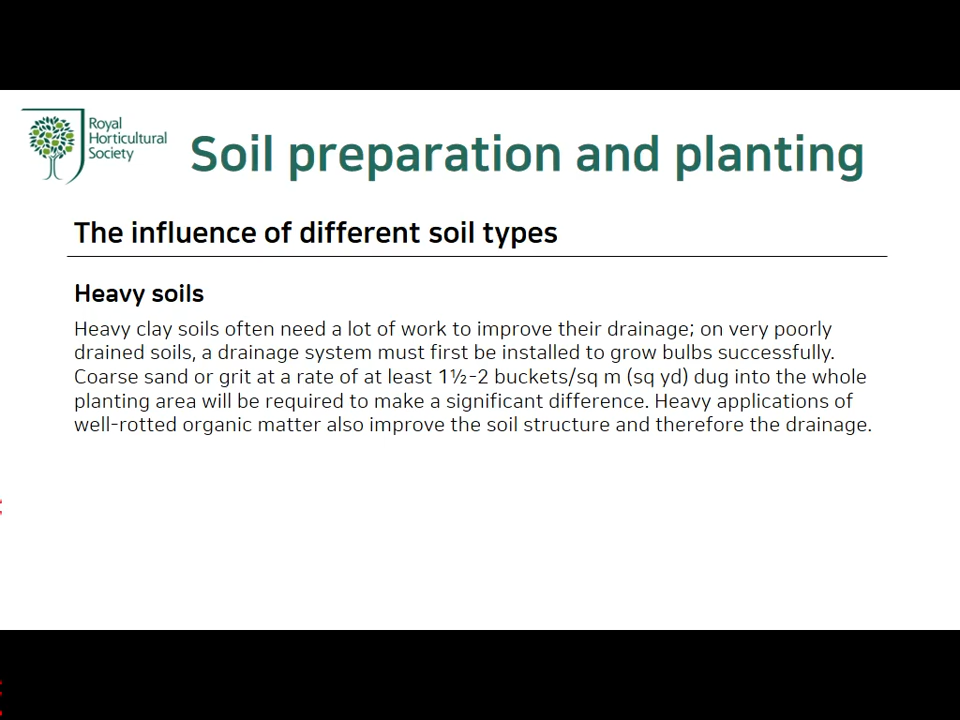 Royal
Horticultural
Society
Soil preparation and planting
The influence of different soil types
Heavy soils
Heavy clay soils often need a lot of work to improve their drainage; on very poorly
drained soils, a drainage system must first be installed to grow bulbs successfully.
Coarse sand or grit at a rate of at least 1½-2 buckets/sq m (sq yd) dug into the whole
planting area will be required to make a significant difference. Heavy applications of
well-rotted organic matter also improve the soil structure and therefore the drainage.